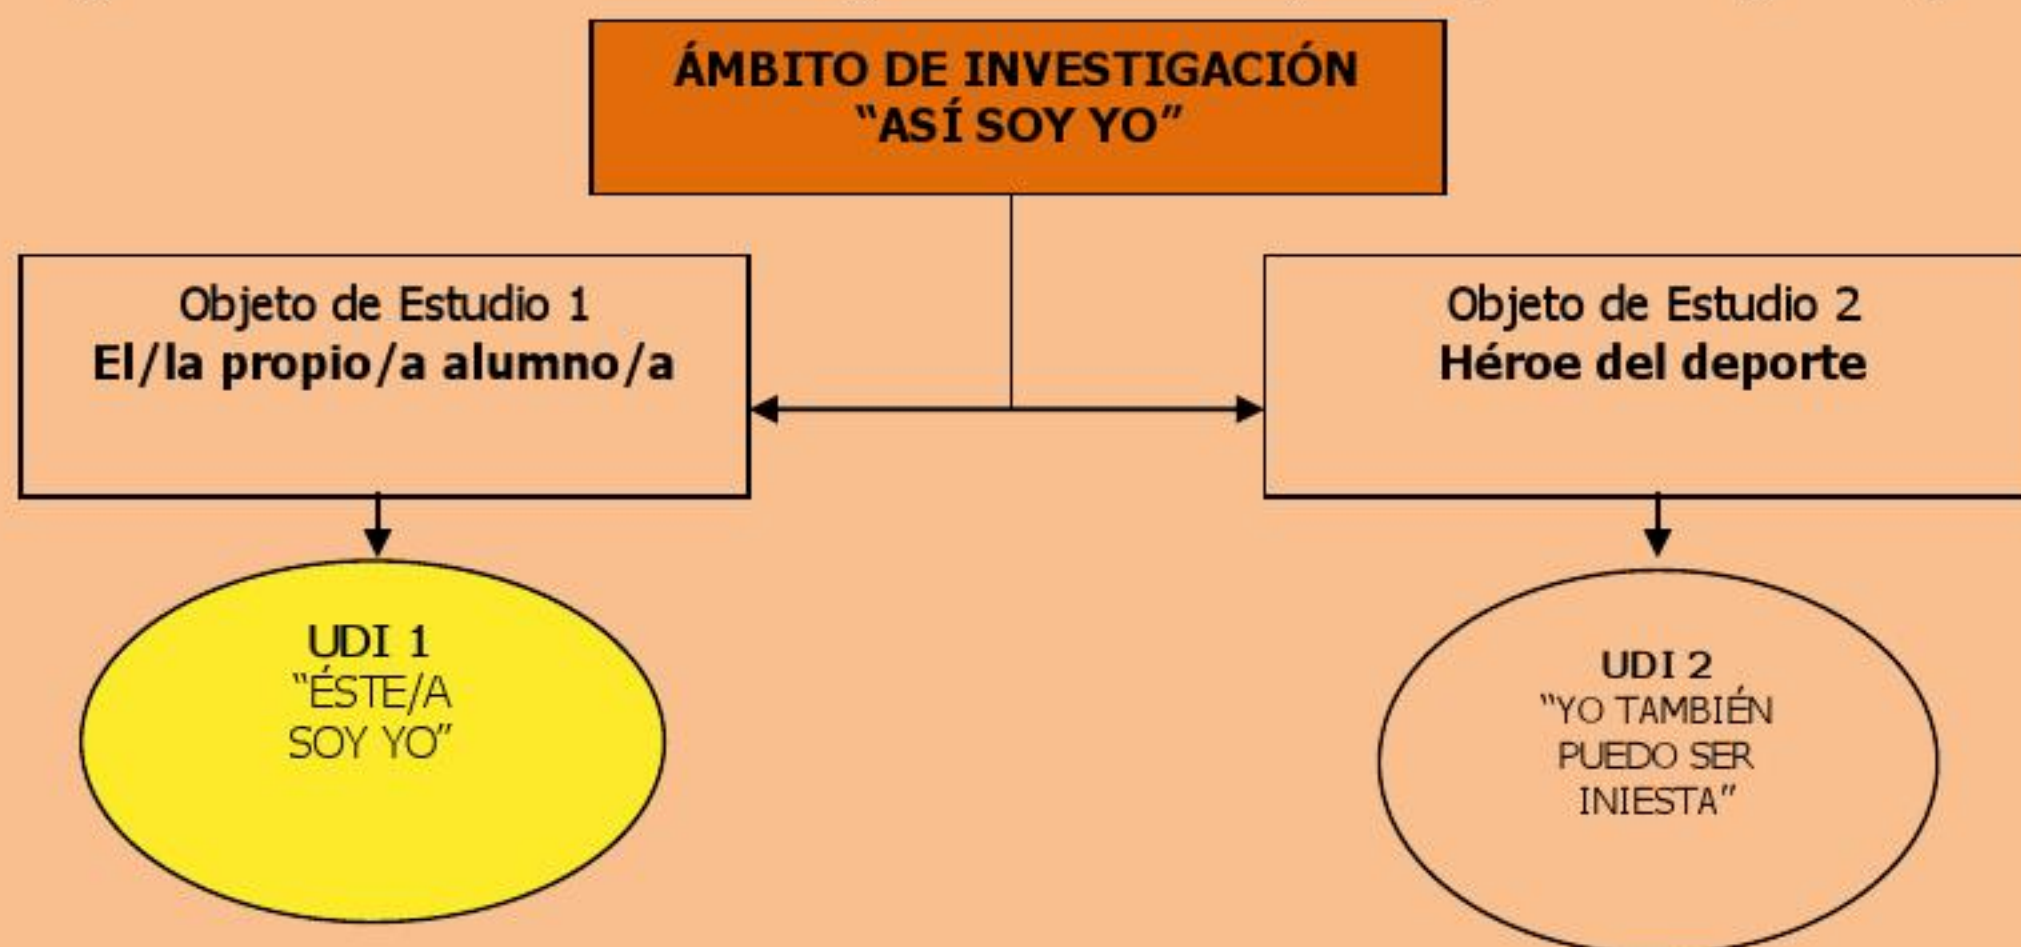 ÁMBITO DE INVESTIGACIÓN
“ASÍ SOY YO”
Objeto de Estudio 1
El/la propio/a alumno/a
Objeto de Estudio 2
Héroe del deporte
UDI 1
“ÉSTE/A
SOY YO”
UDI 2
“YO TAMBIÉN
PUEDO SER
INIESTA”